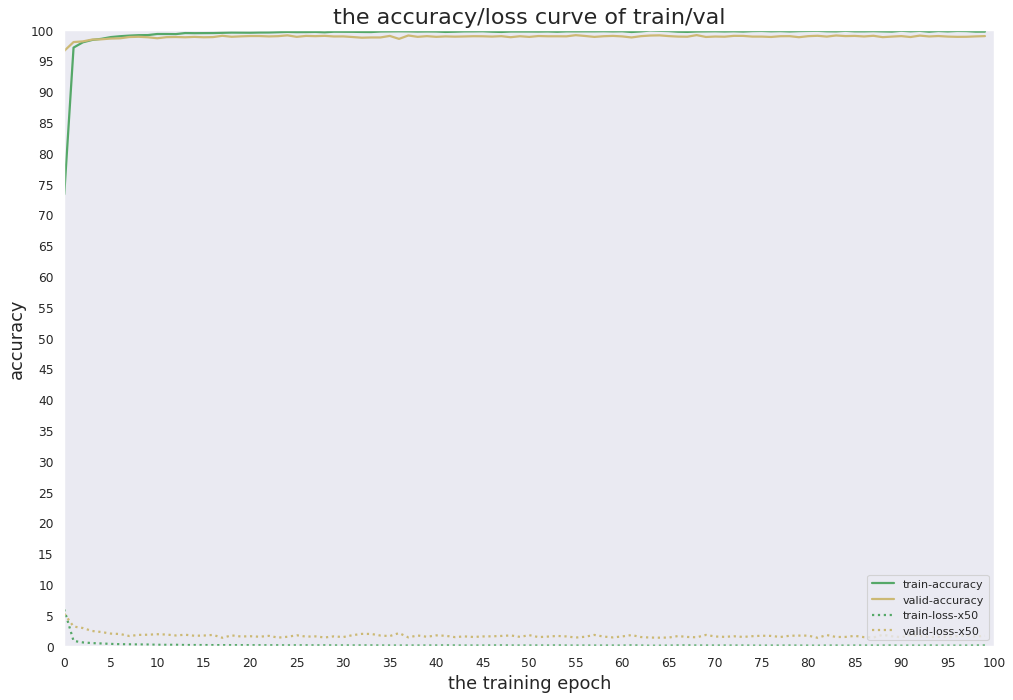 the accuracy/loss curve of train/val
accuracy
100
95
90
85
80
75
70
65
60
55
50
45
40
35
30
25
20
15
10
5
0
train-accuracy
valid-accuracy
train-loss-x50
valid-loss-x50
0 5 10 15 20 25 30 35 40 45 50 55 60 65 70 75 80 85 90 95 100
the training epoch